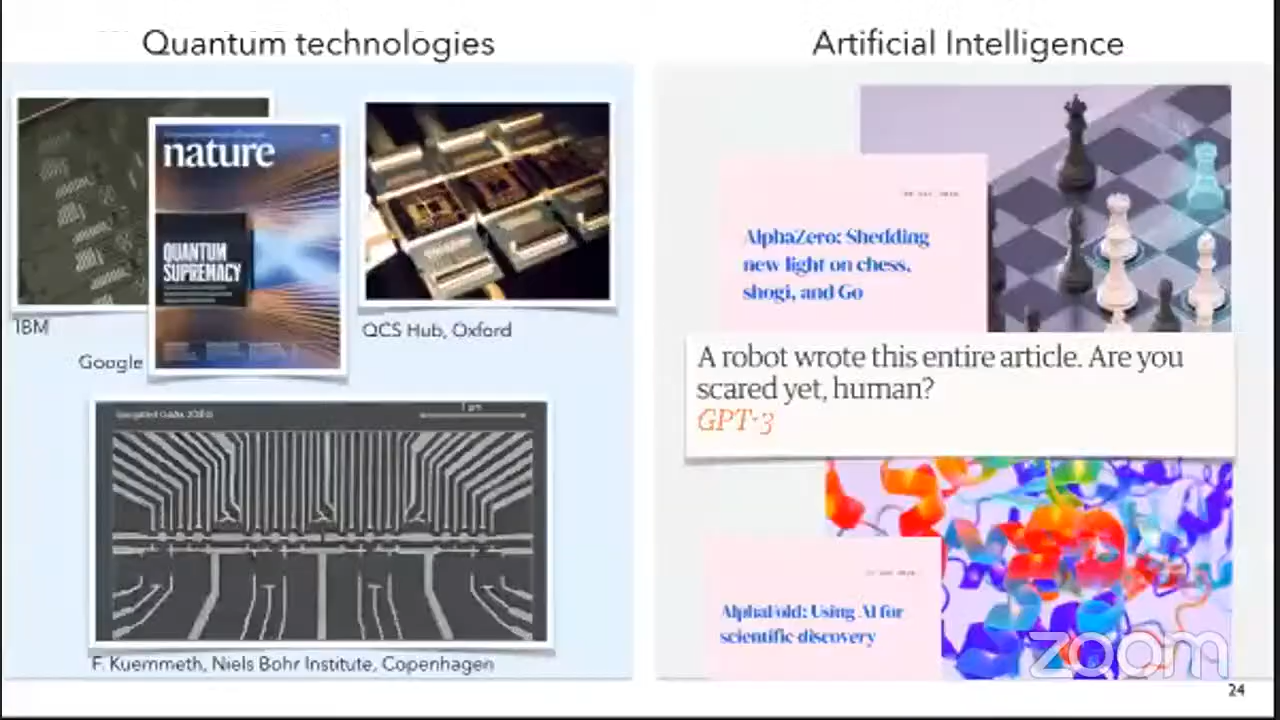 Quantum technologies
nature
QUANTUM
SUPREMACY
IBM
Google
QCS Hub, Oxford
1 μm
F. Kuemmeth, Niels Bohr Institute, Copenhagen
Artificial Intelligence
AlphaZero: Shedding
new light on chess,
shogi, and Go
A robot wrote this entire article. Are you
scared yet, human?
GPT-3
AlphaFold: Using AI for
scientific discovery
zoom
24